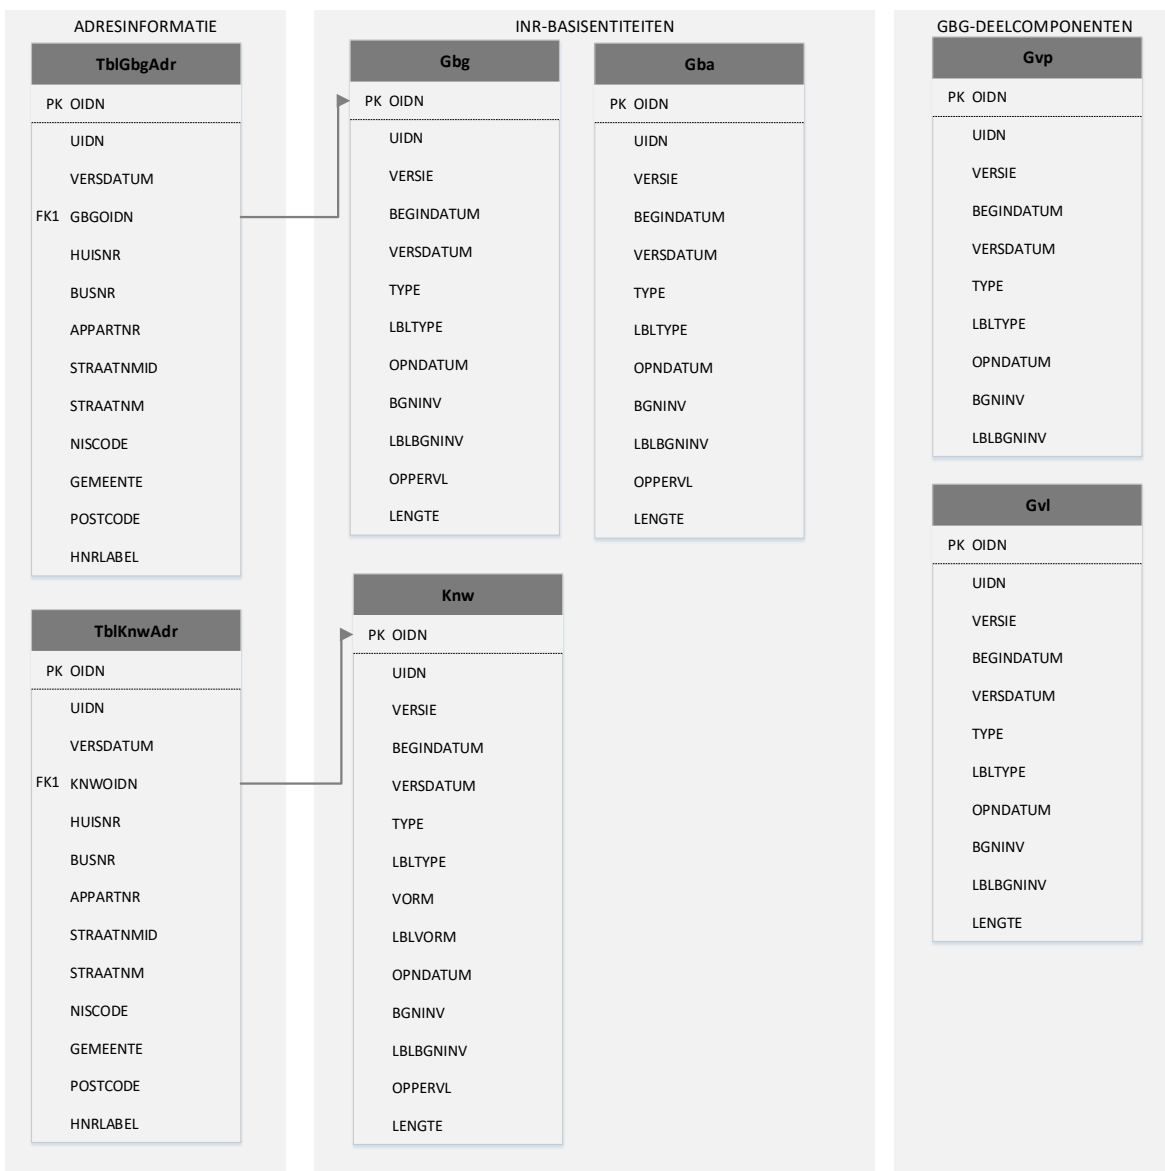 ADRESINFORMATIE
TblGbgAdr
PK OIDN
UIDN
VERSDATUM
FK1 GBGOIDN
HUISNR
BUSNR
APPARTNR
STRAATNMID
STRAATNM
NISCODE
GEMEENTE
POSTCODE
HNRLABEL
TblKnwAdr
PK OIDN
UIDN
VERSDATUM
FK1 KNWOIDN
HUISNR
BUSNR
APPARTNR
STRAATNMID
STRAATNM
NISCODE
GEMEENTE
POSTCODE
HNRLABEL
INR-BASISENTITEITEN
Gbg
PK OIDN
UIDN
VERSIE
BEGINDATUM
VERSDATUM
TYPE
LBLTYPE
OPNDATUM
BGNINV
LBLBGNINV
OPPERVL
LENGTE
Gba
PK OIDN
UIDN
VERSIE
BEGINDATUM
VERSDATUM
TYPE
LBLTYPE
OPNDATUM
BGNINV
LBLBGNINV
OPPERVL
LENGTE
Knw
PK OIDN
UIDN
VERSIE
BEGINDATUM
VERSDATUM
TYPE
LBLTYPE
VORM
LBLVORM
OPNDATUM
BGNINV
LBLBGNINV
OPPERVL
LENGTE
GBG-DEELCOMPONENTEN
Gvp
PK OIDN
UIDN
VERSIE
BEGINDATUM
VERSDATUM
TYPE
LBLTYPE
OPNDATUM
BGNINV
LBLBGNINV
Gvl
PK OIDN
UIDN
VERSIE
BEGINDATUM
VERSDATUM
TYPE
LBLTYPE
OPNDATUM
BGNINV
LBLBGNINV
LENGTE